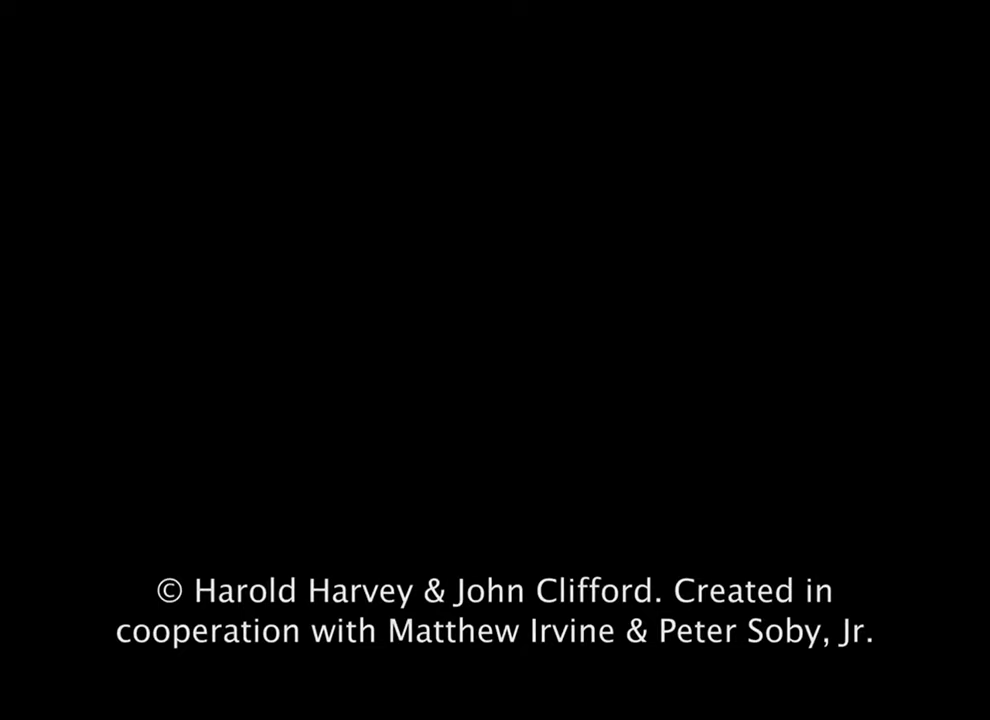 © Harold Harvey & John Clifford. Created in
cooperation with Matthew Irvine & Peter Soby, Jr.